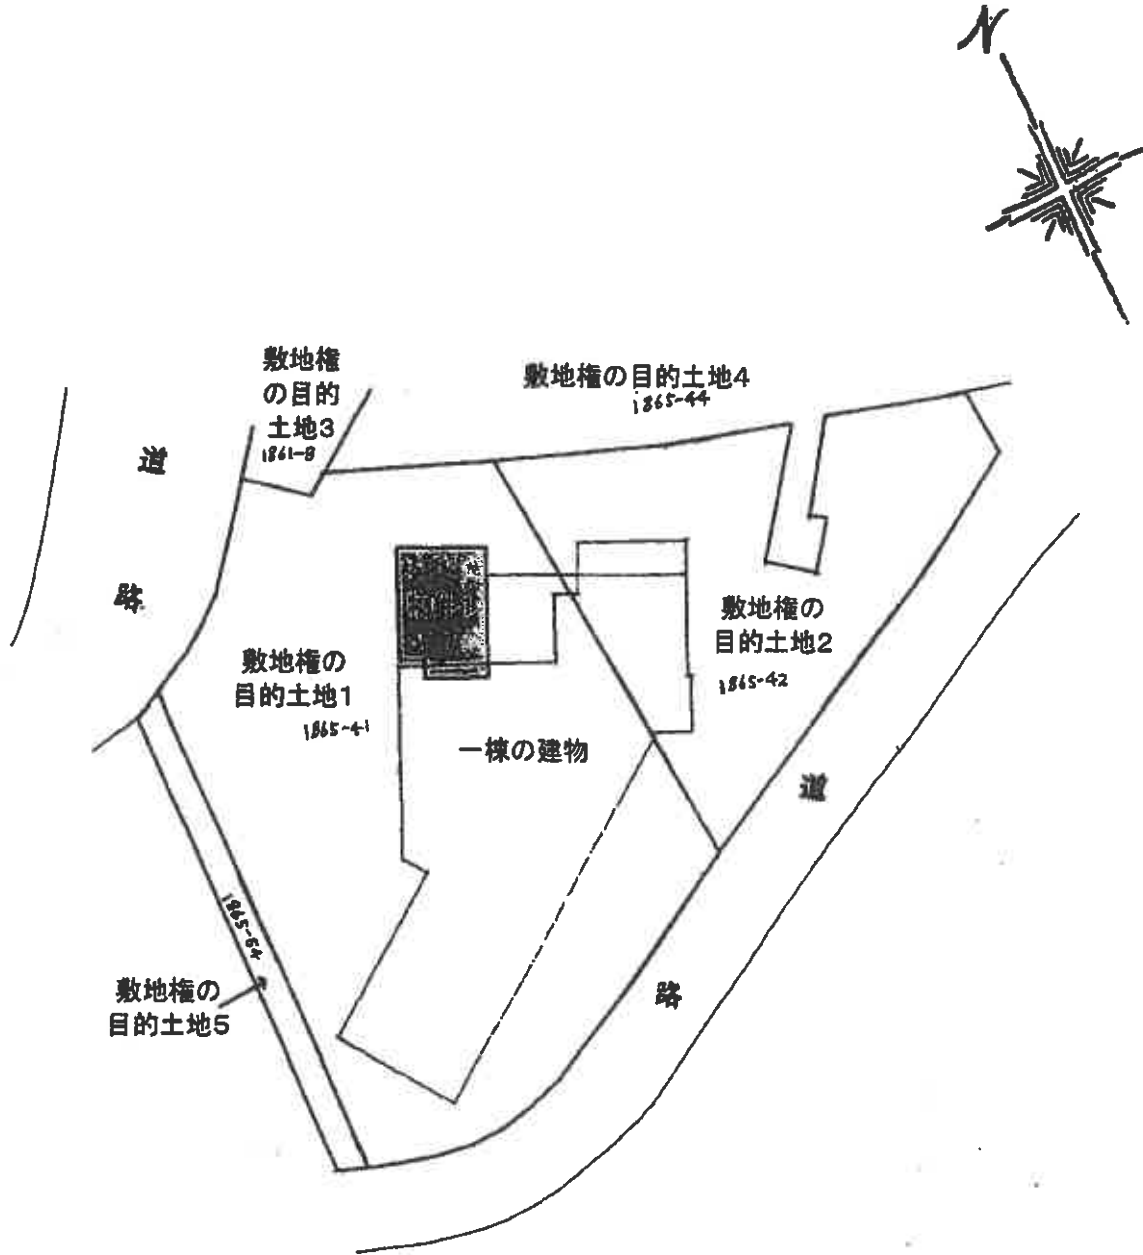 N
敷地権
の目的
土地3
1861-8
敷地権の目的土地4
1865-44
道
路
敷地権の
目的土地1
1865-41
敷地権の
目的土地2
1865-42
一棟の建物
道
路
1865-54
敷地権の
目的土地5